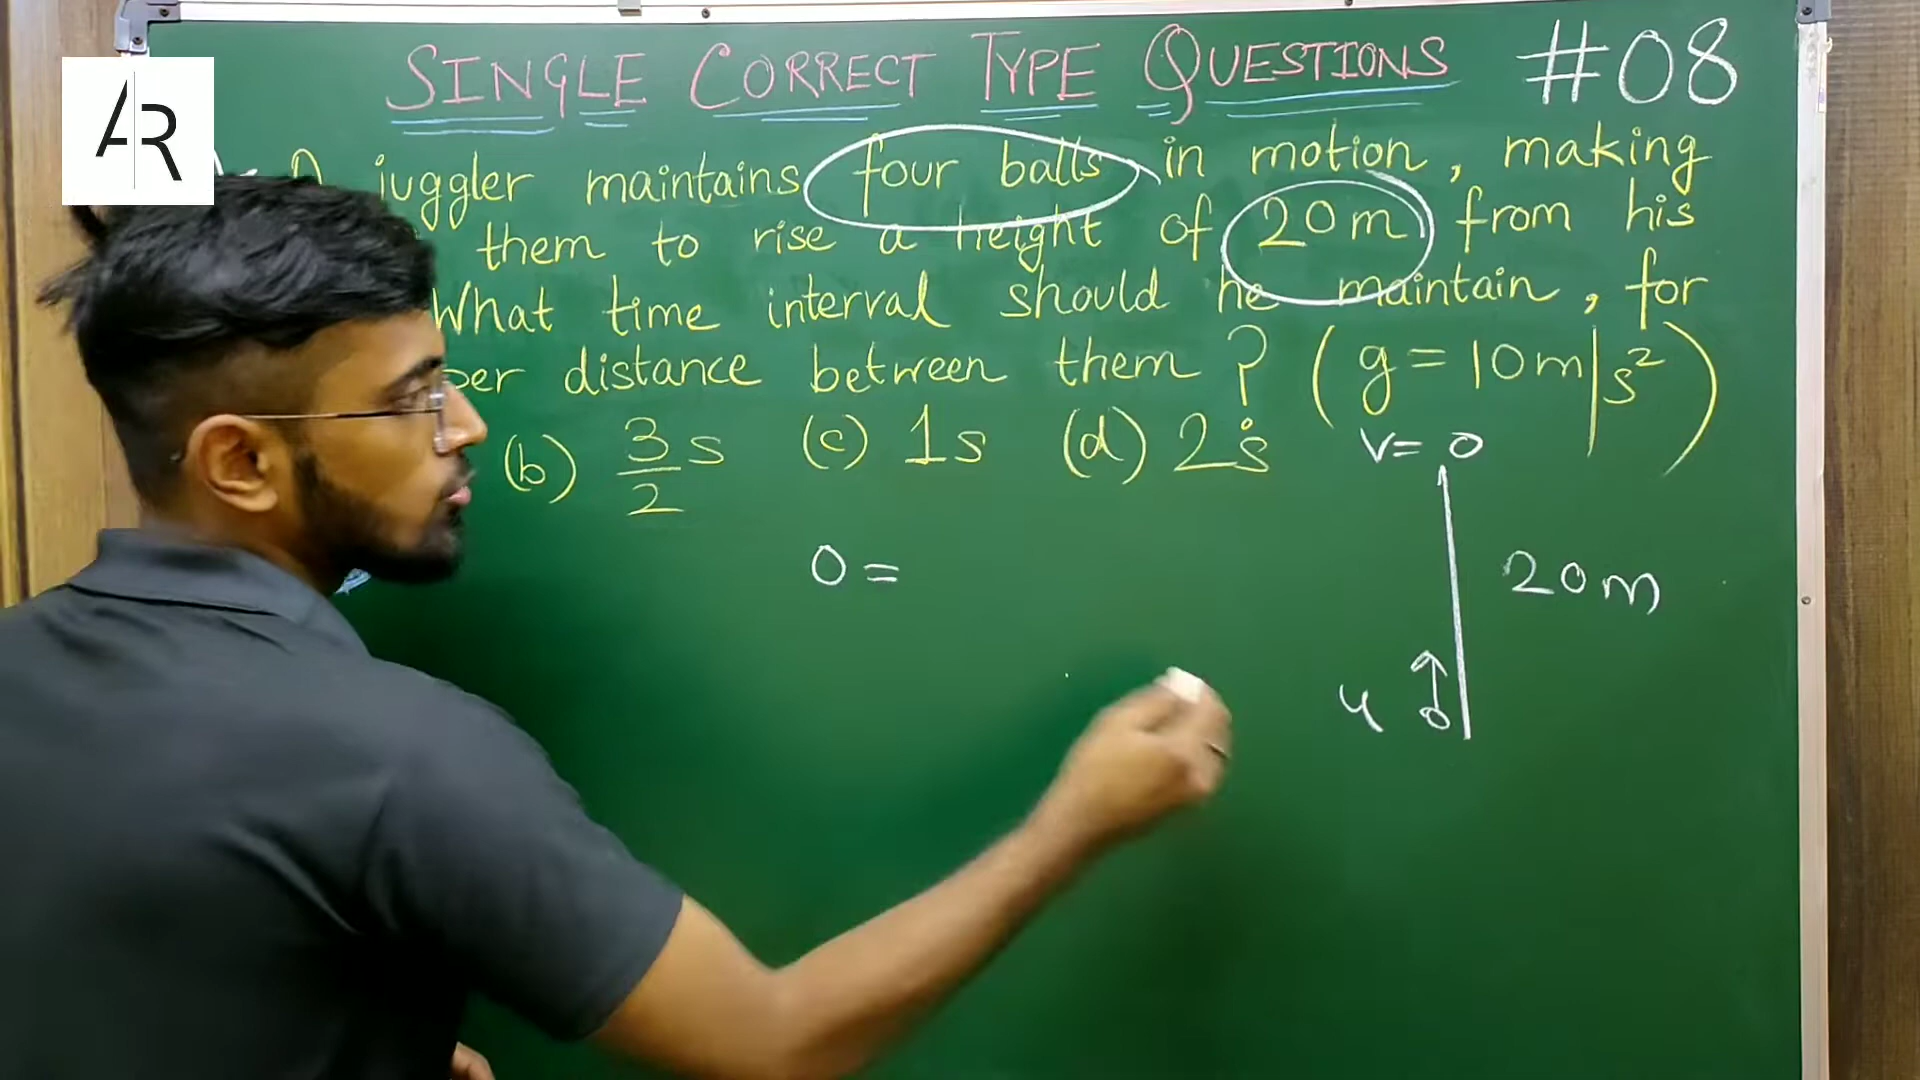 SINGLE CORRECT TYPE QUESTIONS #08
AR
juggler maintains four balls in motion, making
them to rise a height of 20m from his
What time interval should he maintain, for
per distance between them? (g = 10m|s²)
(b) 3/2 s (c) 1s (d) 2s
v= 0
0 =
20m
u